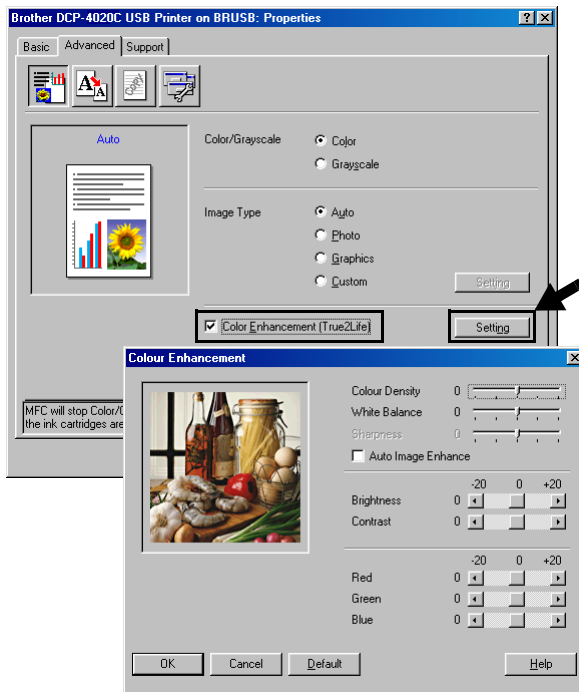 Brother DCP-4020C USB Printer on BRUSB: Properties
Basic Advanced Support
Auto
Color/Grayscale
Color
Grayscale
Image Type
Auto
Photo
Graphics
Custom
Setting
Color Enhancement (True2Life)
Setting
MFC will stop Color/
the ink cartridges are
Colour Enhancement
Colour Density 0
White Balance 0
Sharpness 0
Auto Image Enhance
-20 0 +20
Brightness 0
Contrast 0
-20 0 +20
Red 0
Green 0
Blue 0
OK Cancel Default Help